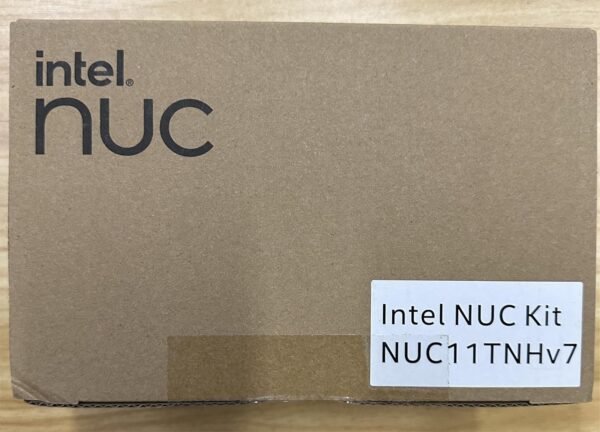 intel®
nuc
Intel NUC Kit
NUC11TNHv7